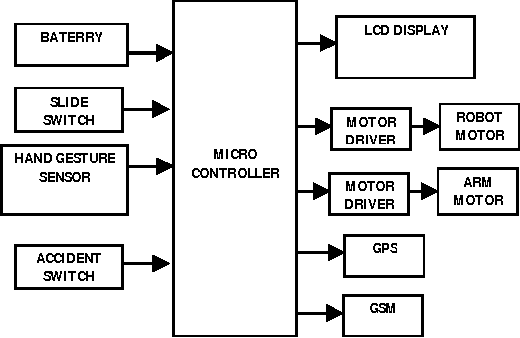 BATERRY
SLIDE
SWITCH
HAND GESTURE
SENSOR
ACCIDENT
SWITCH
MICRO
CONTROLLER
LCD DISPLAY
MOTOR
DRIVER
ROBOT
MOTOR
MOTOR
DRIVER
ARM
MOTOR
GPS
GSM